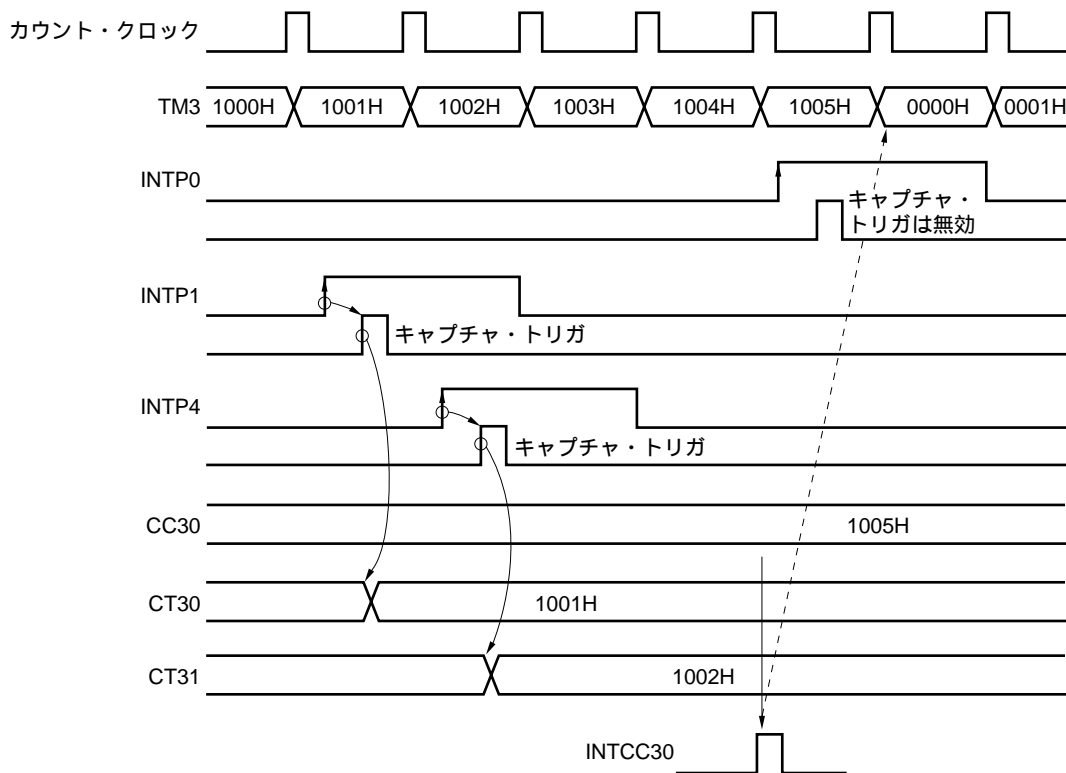 カウント・クロック
TM3 1000H 1001H 1002H 1003H 1004H 1005H 0000H 0001H
INTP0
キャプチャ・
トリガは無効
INTP1
キャプチャ・トリガ
INTP4
キャプチャ・トリガ
CC30 1005H
CT30 1001H
CT31 1002H
INTCC30